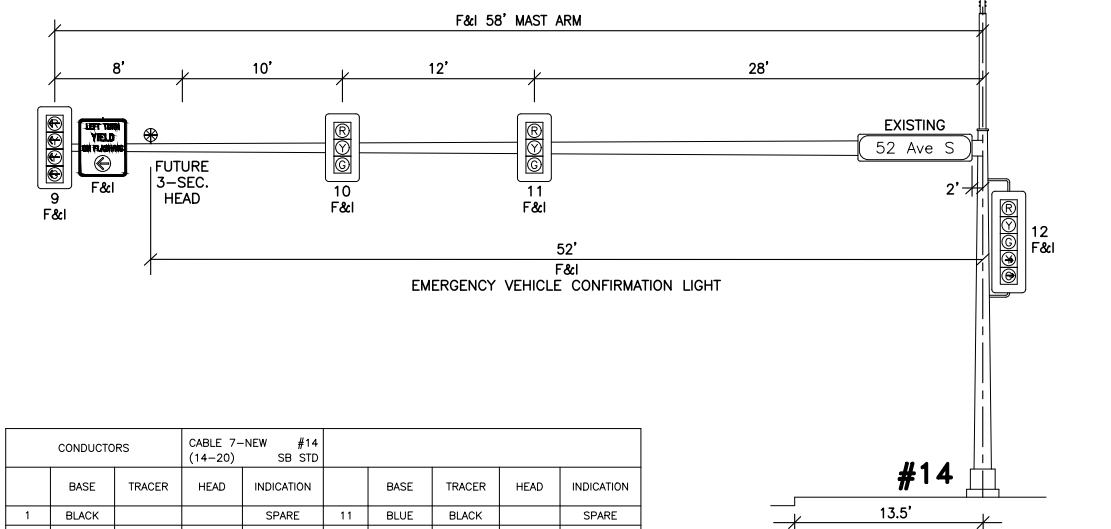 F&I 58' MAST ARM
8' 10' 12' 28'
R
LEFT TURN
YIELD
ON FLASHING
R
Y
G
R
Y
G
EXISTING
52 Ave S
FUTURE
3-SEC.
HEAD
9
F&I
F&I
10
F&I
11
F&I
2'
R
Y
G
12
F&I
52'
F&I
EMERGENCY VEHICLE CONFIRMATION LIGHT
CONDUCTORS CABLE 7-NEW #14
(14-20) SB STD
BASE TRACER HEAD INDICATION BASE TRACER HEAD INDICATION
1 BLACK SPARE 11 BLUE BLACK SPARE
#14
13.5'